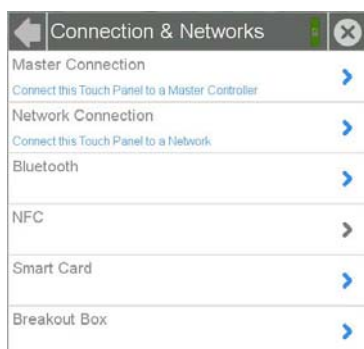 Connection & Networks
Master Connection
Connect this Touch Panel to a Master Controller
Network Connection
Connect this Touch Panel to a Network
Bluetooth
NFC
Smart Card
Breakout Box